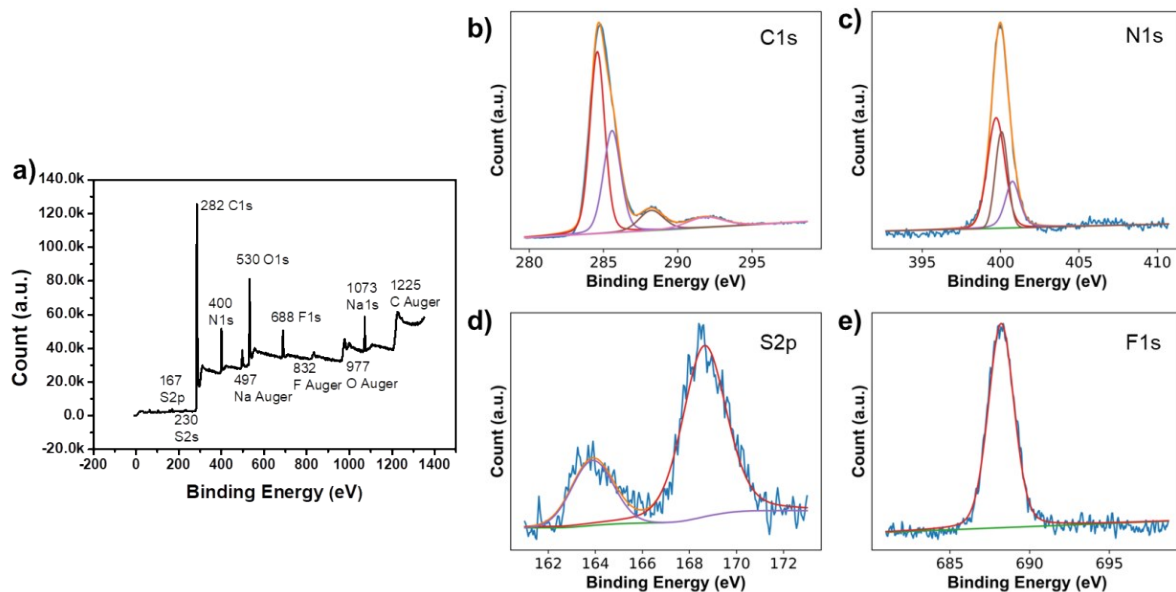 a)
140.0k
120.0k
100.0k
80.0k
60.0k
40.0k
20.0k
0.0
-20.0k
-200 0 200 400 600 800 1000 1200 1400
Count (a.u.)
Binding Energy (eV)
282 C1s
530 O1s
400
N1s
688 F1s
1073
Na1s
1225
C Auger
167
S2p
230
S2s
497
Na Auger
832
F Auger
977
O Auger
b)
C1s
Count (a.u.)
280 285 290 295
Binding Energy (eV)
c)
N1s
Count (a.u.)
395 400 405 410
Binding Energy (eV)
d)
S2p
Count (a.u.)
162 164 166 168 170 172
Binding Energy (eV)
e)
F1s
Count (a.u.)
685 690 695
Binding Energy (eV)